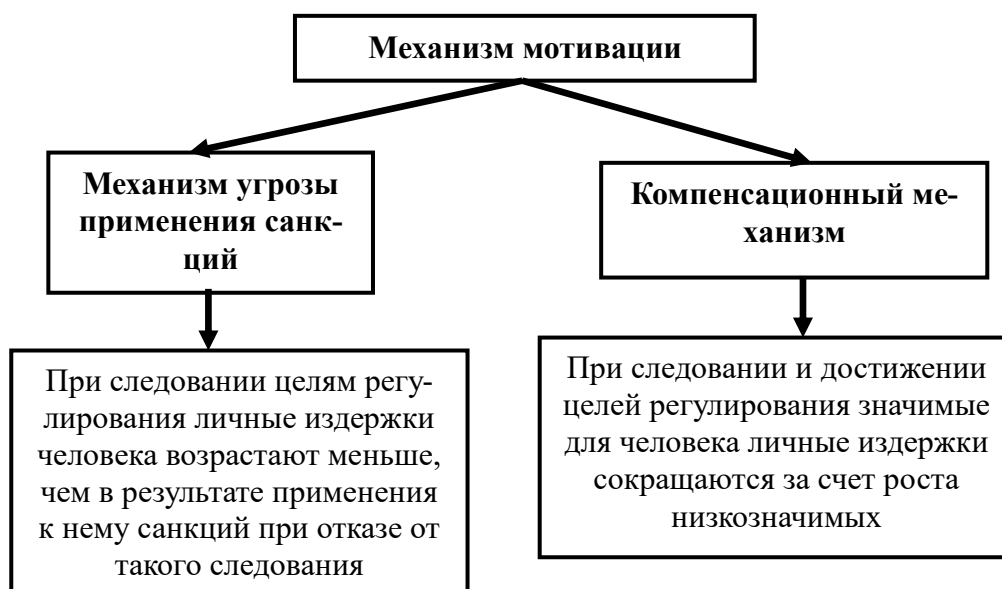 Механизм мотивации
Механизм угрозы
применения санк-
ций
Компенсационный ме-
ханизм
При следовании целям регу-
лирования личные издержки
человека возрастают меньше,
чем в результате применения
к нему санкций при отказе от
такого следования
При следовании и достижении
целей регулирования значимые
для человека личные издержки
сокращаются за счет роста
низкозначимых